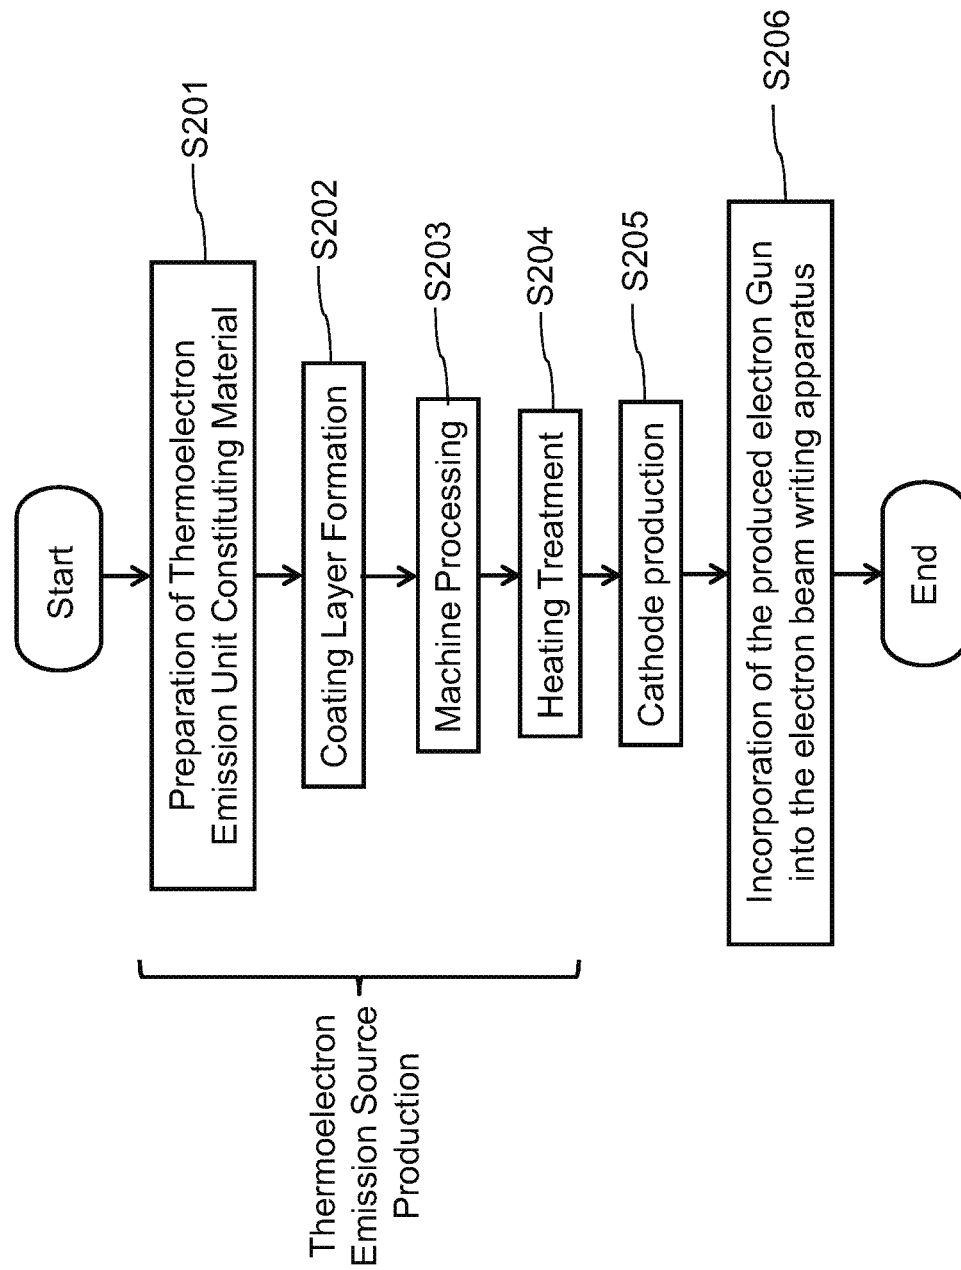 Start
Preparation of Thermoelectron
Emission Unit Constituting Material
S201
Coating Layer Formation
S202
Machine Processing
S203
Heating Treatment
S204
Cathode production
S205
Incorporation of the produced electron Gun
into the electron beam writing apparatus
S206
End
Thermoelectron
Emission Source
Production